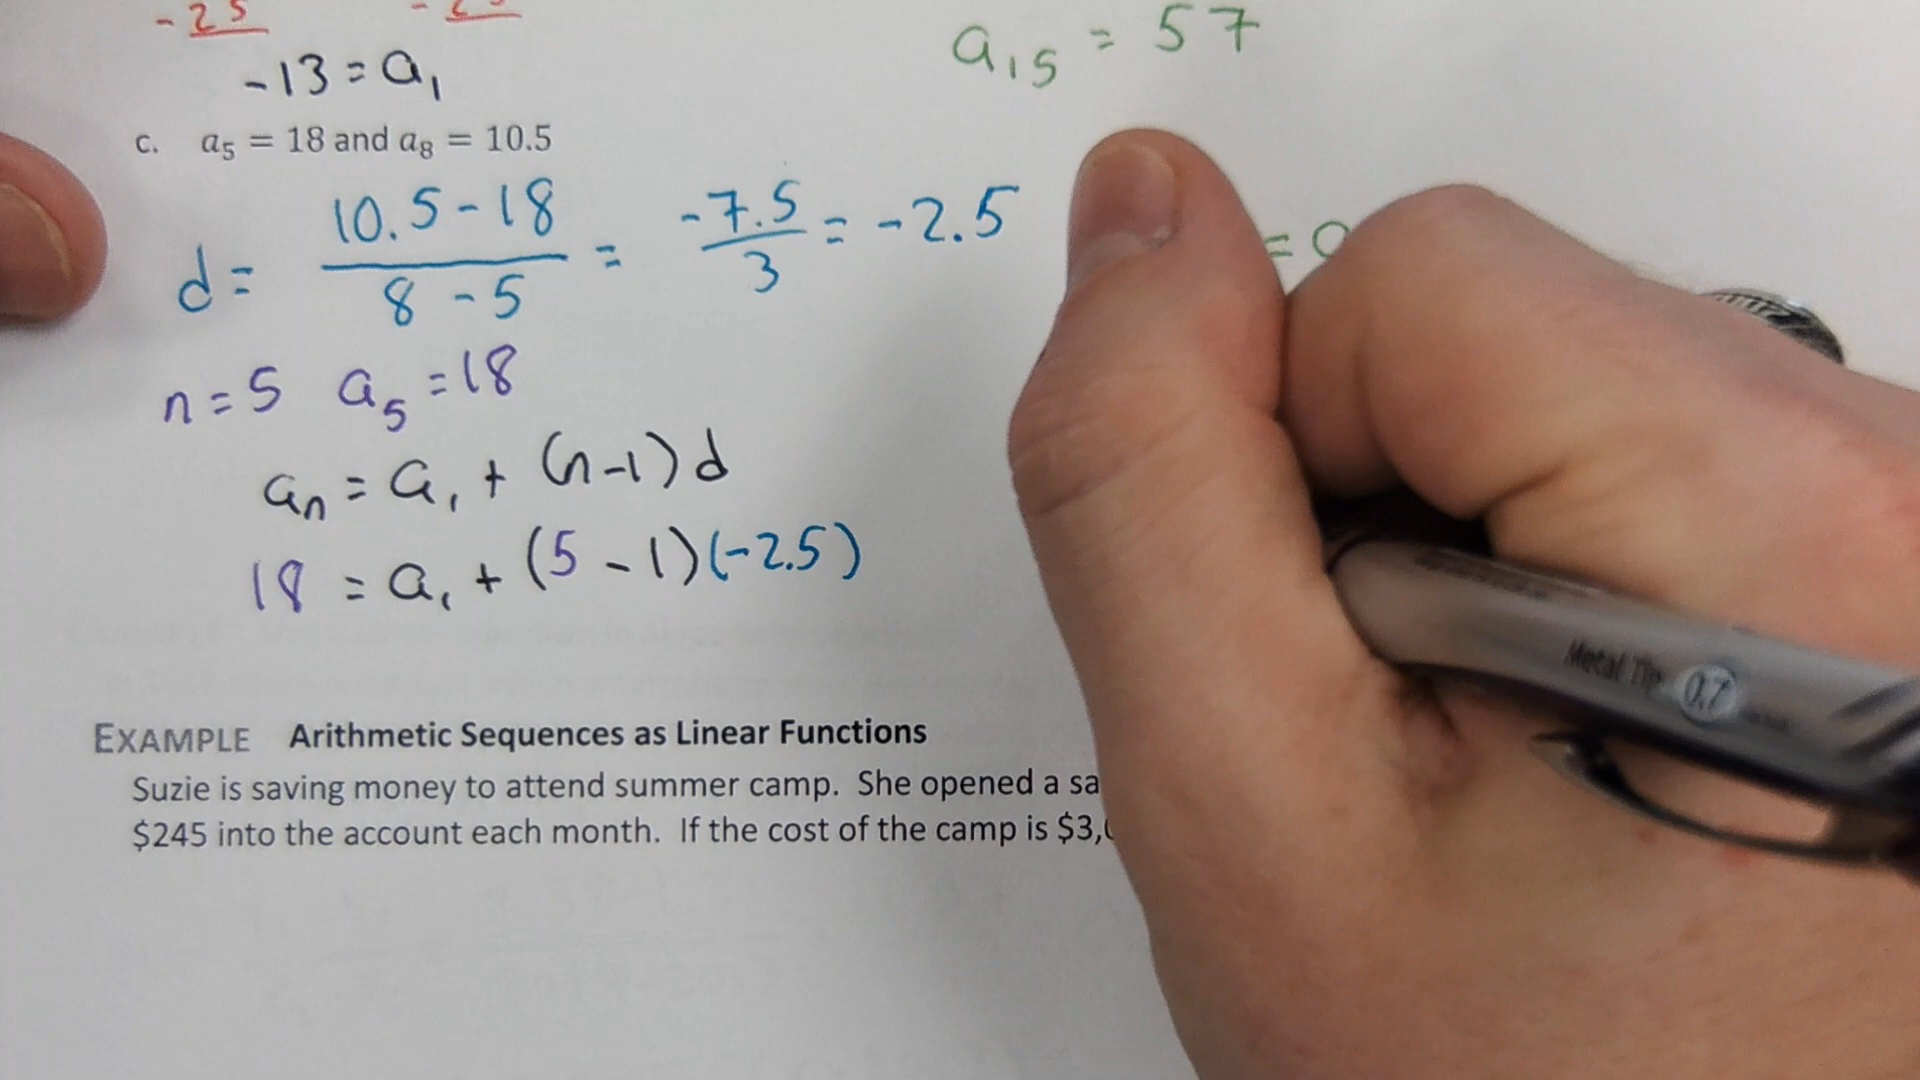 -25
-13 = a₁
a₁₅ = 57
c. a₅ = 18 and a₈ = 10.5
d = (10.5 - 18)/(8 - 5) = (-7.5)/3 = -2.5
=
n = 5 a₅ = 18
aₙ = a₁ + (n-1)d
18 = a₁ + (5 - 1)(-2.5)
EXAMPLE Arithmetic Sequences as Linear Functions
Suzie is saving money to attend summer camp. She opened a
$245 into the account each month. If the cost of the camp is $3,
Metal Tip 0.7